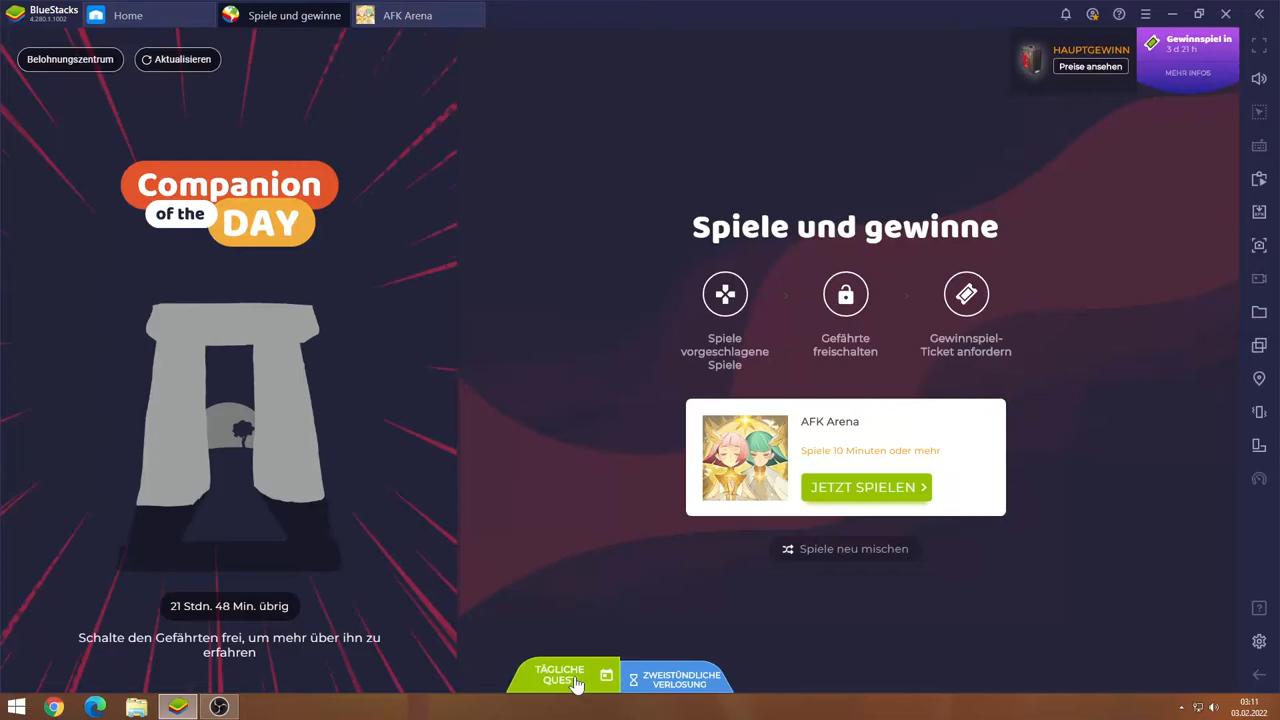 BlueStacks
4.280.1.1002
Home
Spiele und gewinne
AFK Arena
Belohnungszentrum
Aktualisieren
HAUPTGEWINN
Preise ansehen
Gewinnspiel in
3 d 21 h
MEHR INFOS
Companion
of the
DAY
Spiele und gewinne
Spiele
vorgeschlagene
Spiele
Gefährte
freischalten
Gewinnspiel-
Ticket anfordern
AFK Arena
Spiele 10 Minuten oder mehr
JETZT SPIELEN
Spiele neu mischen
21 Stdn. 48 Min. übrig
Schalte den Gefährten frei, um mehr über ihn zu
erfahren
TÄGLICHE
ZWEISTÜNDLICHE
VERLOSUNG
03:11
03.02.2022